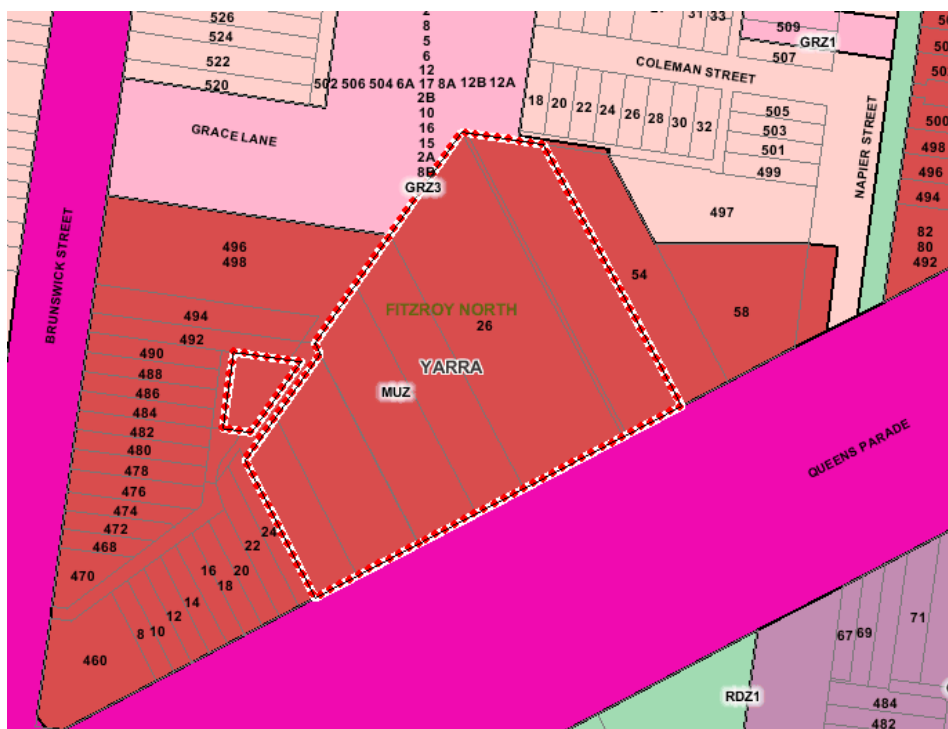 526
524
522
520
2
8
5
6
12
502 506 504 6A 17 8A 12B 12A
2B
10
16
15
2A
8B
GRZ3
31 33
509
GRZ1
507
COLEMAN STREET
18 20 22 24 26 28 30 32
505
503
501
499
497
NAPIER STREET
500
498
496
494
82
80
492
GRACE LANE
BRUNSWICK STREET
496
498
494
492
490
488
486
484
482
480
478
476
474
472
468
470
460
8 10 12 14 16 18 20 22 24
FITZROY NORTH
26
YARRA
MUZ
54
58
QUEENS PARADE
RDZ1
67 69 71
484
482